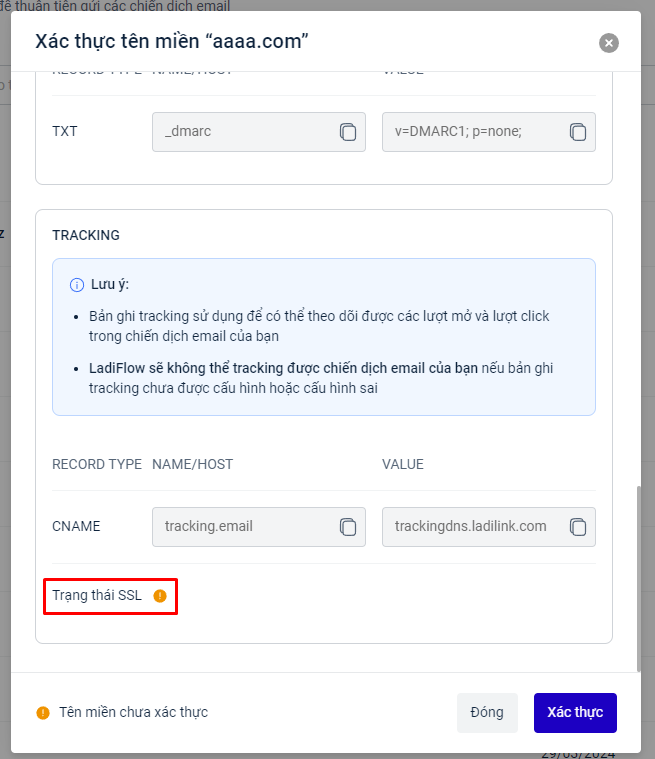 để thuận tiện gửi các chiến dịch email
Xác thực tên miền “aaaa.com”
RECORD TYPE NAME/HOST VALUE
TXT _dmarc v=DMARC1; p=none;
TRACKING
Lưu ý:
Bản ghi tracking sử dụng để có thể theo dõi được các lượt mở và lượt click
trong chiến dịch email của bạn
LadiFlow sẽ không thể tracking được chiến dịch email của bạn nếu bản ghi
tracking chưa được cấu hình hoặc cấu hình sai
RECORD TYPE NAME/HOST VALUE
CNAME tracking.email trackingdns.ladilink.com
Trạng thái SSL
Tên miền chưa xác thực Đóng Xác thực
29/05/2024